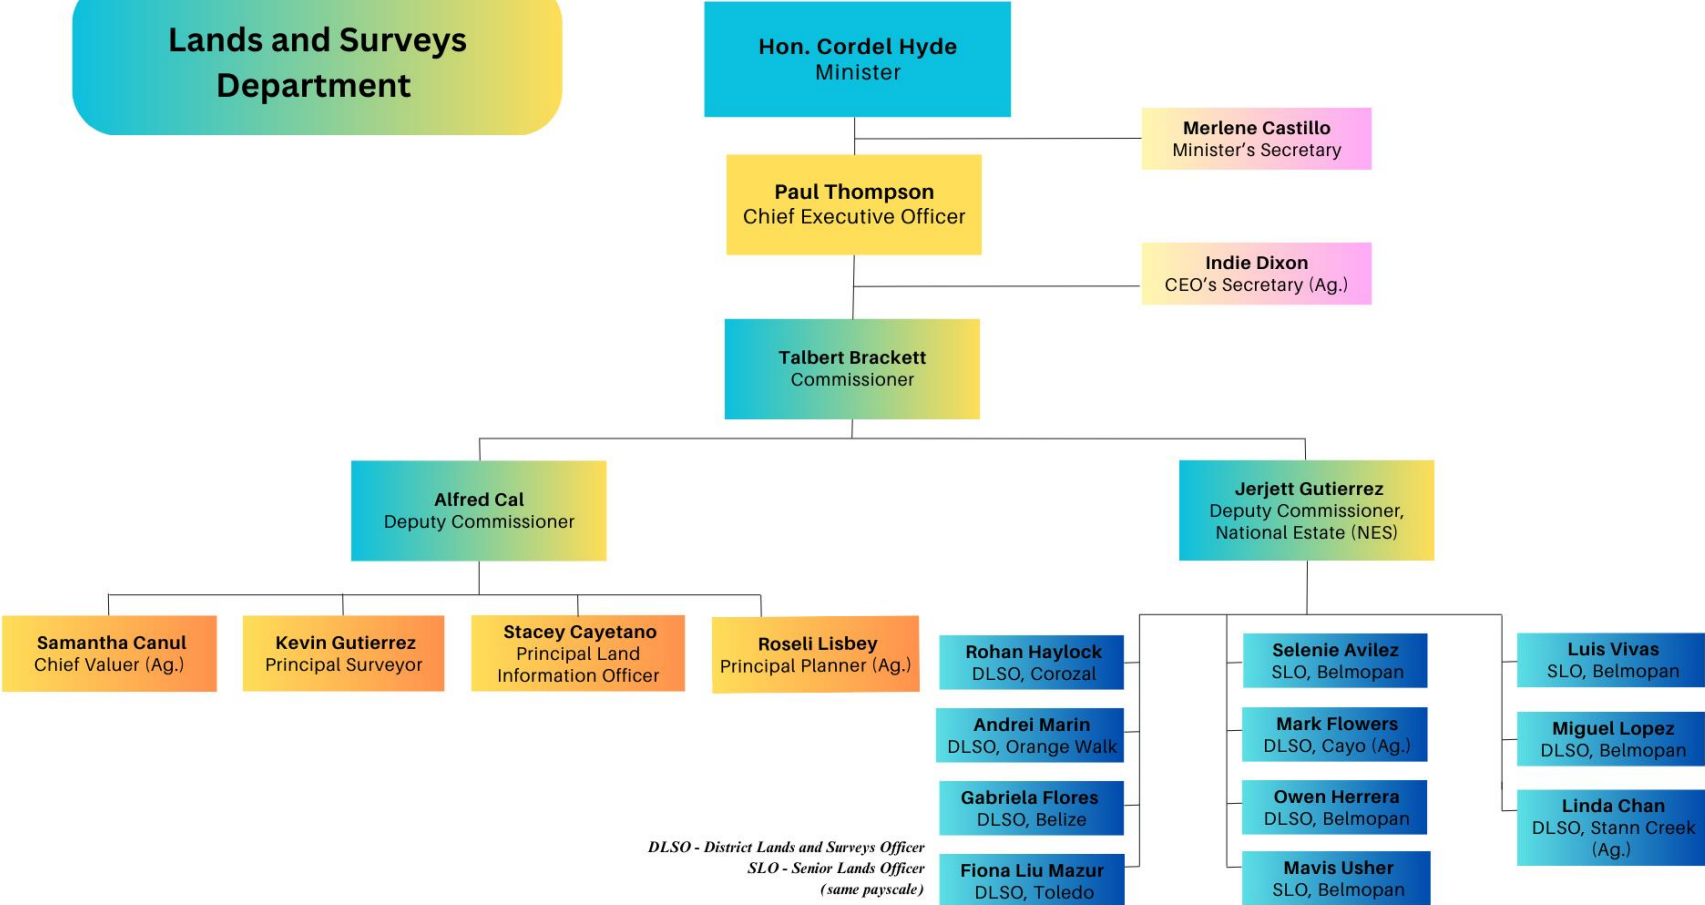 Lands and Surveys
Department
Hon. Cordel Hyde
Minister
Merlene Castillo
Minister’s Secretary
Paul Thompson
Chief Executive Officer
Indie Dixon
CEO’s Secretary (Ag.)
Talbert Brackett
Commissioner
Alfred Cal
Deputy Commissioner
Jerjett Gutierrez
Deputy Commissioner,
National Estate (NES)
Samantha Canul
Chief Valuer (Ag.)
Kevin Gutierrez
Principal Surveyor
Stacey Cayetano
Principal Land
Information Officer
Roseli Lisbey
Principal Planner (Ag.)
Rohan Haylock
DLSO, Corozal
Andrei Marin
DLSO, Orange Walk
Gabriela Flores
DLSO, Belize
Fiona Liu Mazur
DLSO, Toledo
Selenie Avilez
SLO, Belmopan
Mark Flowers
DLSO, Cayo (Ag.)
Owen Herrera
DLSO, Belmopan
Mavis Usher
SLO, Belmopan
Luis Vivas
SLO, Belmopan
Miguel Lopez
DLSO, Belmopan
Linda Chan
DLSO, Stann Creek
(Ag.)
DLSO - District Lands and Surveys Officer
SLO - Senior Lands Officer
(same payscale)